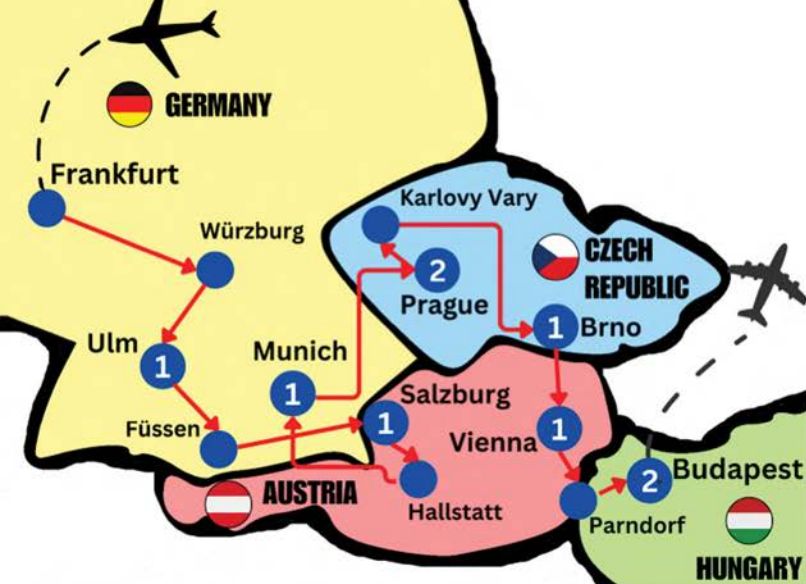 GERMANY
Frankfurt
Karlovy Vary
Würzburg
CZECH
REPUBLIC
2
Prague
1
Brno
Ulm
1
Munich
1
Salzburg
1
Füssen
Vienna
1
Budapest
2
AUSTRIA
Hallstatt
Parndorf
HUNGARY